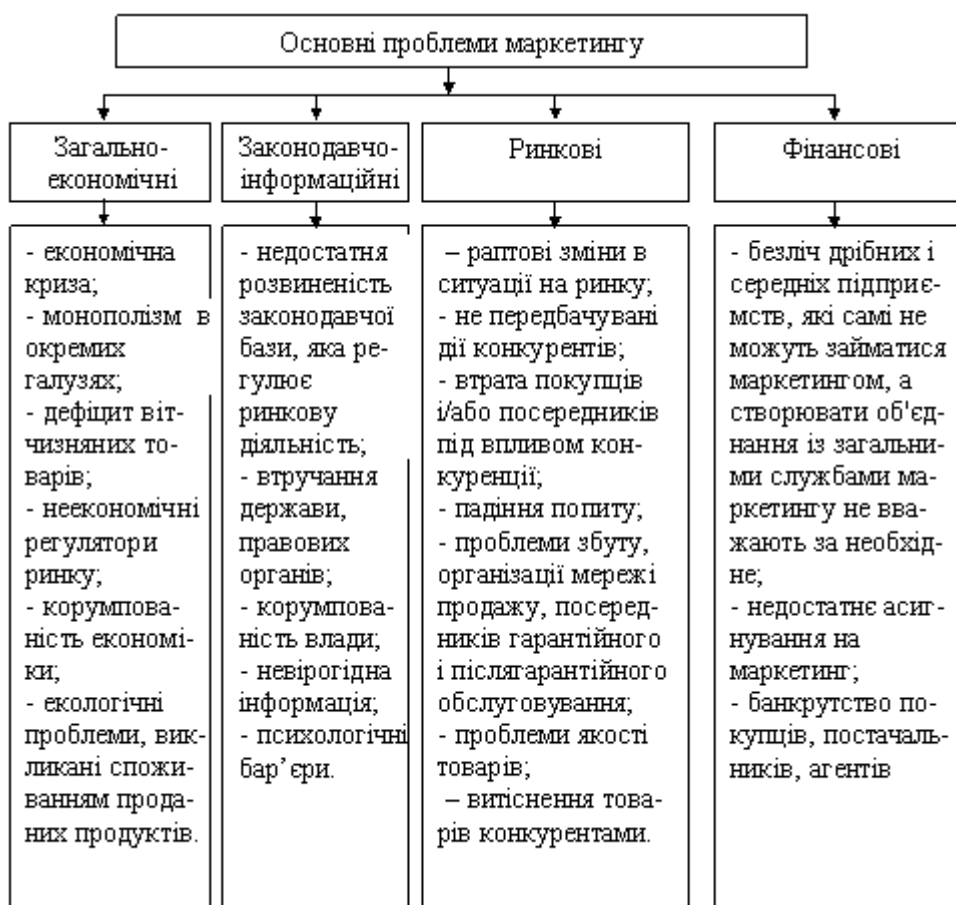 Основні проблеми маркетингу
Загально-
економічні
Законодавчо-
інформаційні
Ринкові
Фінансові
- економічна
криза;
- монополізм в
окремих
галузях;
- дефіцит віт-
чизняних то-
варів;
- неекономічні
регулятори
ринку;
- корумпова-
ність економі-
ки;
- екологічні
проблеми, вик-
ликані спожи-
ванням прода-
них продуктів.
- недостатня
розвиненість
законодавчої
бази, яка ре-
гулює
ринкову
діяльність;
- втручання
держави,
правових
органів;
- корумпова-
ність влади;
- невірогідна
інформація;
- психологічні
бар’єри.
– раптові зміни в
ситуації на ринку;
- не передбачувані
дії конкурентів;
- втрата покупців
і/або посередників
під впливом кон-
куренції;
- падіння попиту;
- проблеми збуту,
організації мережі
продажу, посеред-
ників гарантійного
і післягарантійного
обслуговування;
- проблеми якості
товарів;
– витіснення това-
рів конкурентами.
- безліч дрібних і
середніх підприє-
мств, які самі не
можуть займатися
маркетингом, а
створювати об'єд-
нання із загальни-
ми службами ма-
ркетингу не вва-
жають за необхід-
не;
- недостатнє асиг-
нування на
маркетинг;
- банкрутство по-
купців, постачаль-
ників, агентів